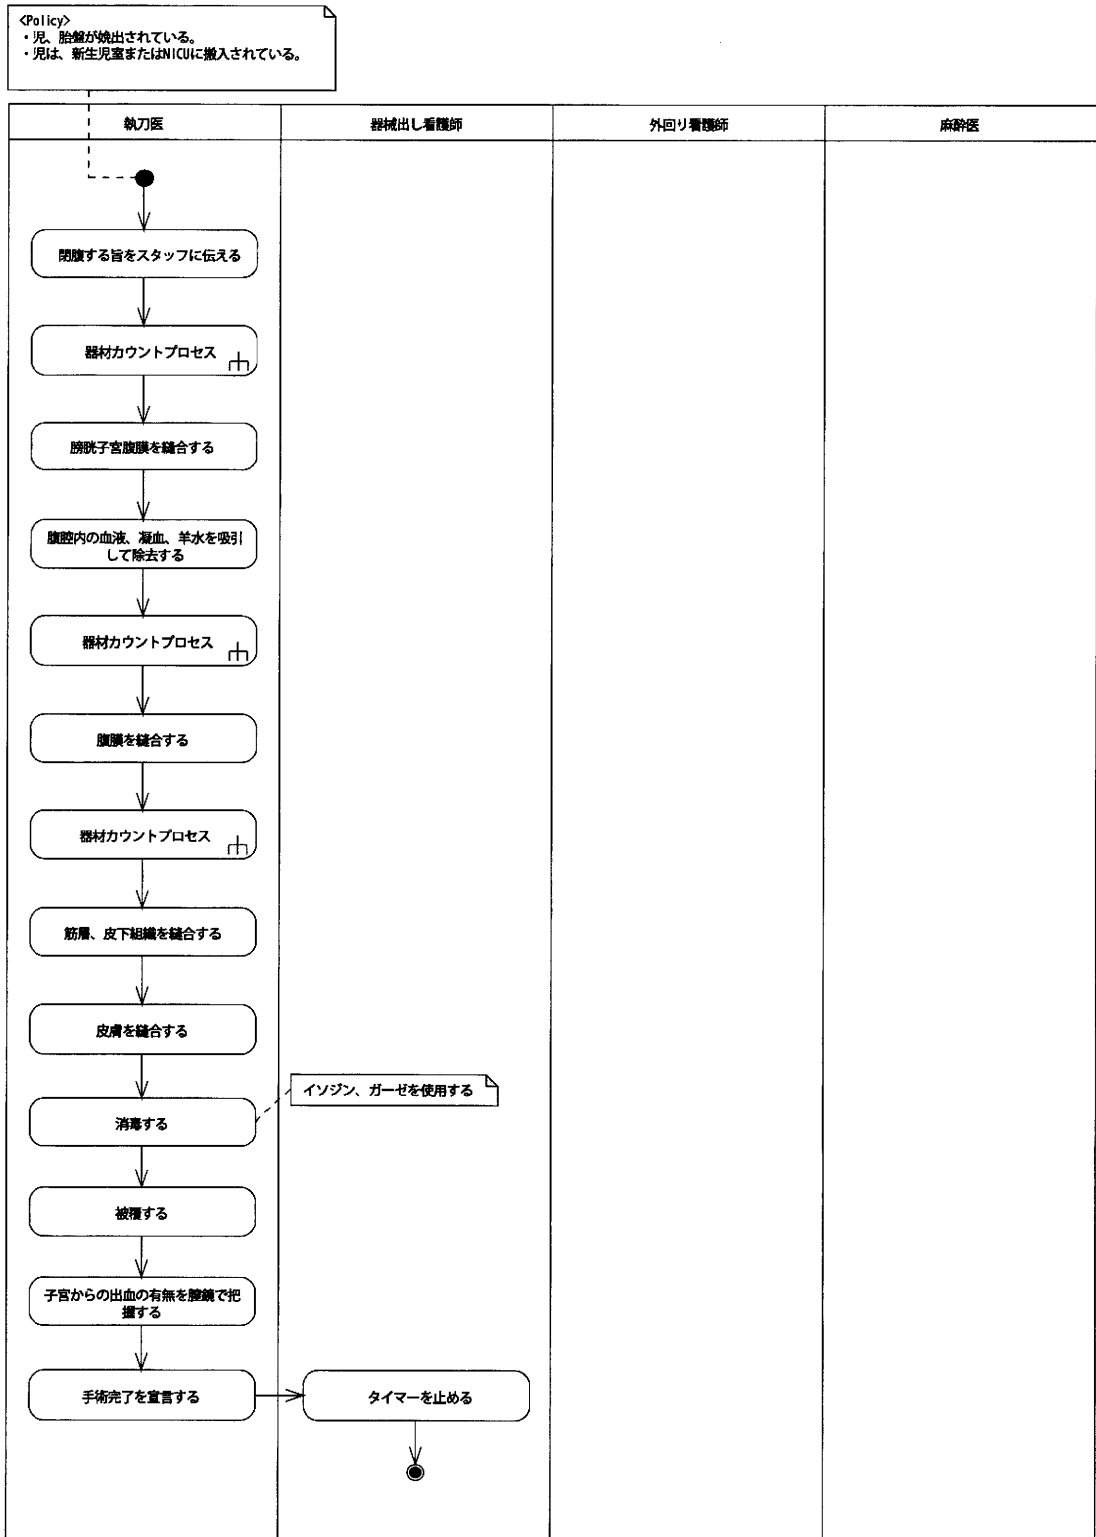 <Policy>
・児、胎盤が娩出されている。
・児は、新生児室またはNICUに搬入されている。
執刀医
器械出し看護師
外回り看護師
麻酔医
閉腹する旨をスタッフに伝える
器材カウントプロセス
膀胱子宮腹膜を縫合する
腹腔内の血液、凝血、羊水を吸引
して除去する
器材カウントプロセス
腹膜を縫合する
器材カウントプロセス
筋層、皮下組織を縫合する
皮膚を縫合する
イソジン、ガーゼを使用する
消毒する
被覆する
子宮からの出血の有無を膣鏡で把
握する
手術完了を宣言する
タイマーを止める